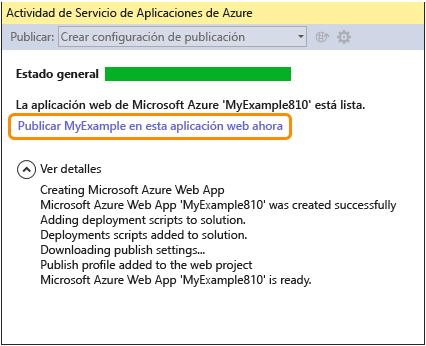 Actividad de Servicio de Aplicaciones de Azure
Publicar: Crear configuración de publicación
Estado general
La aplicación web de Microsoft Azure 'MyExample810' está lista.
Publicar MyExample en esta aplicación web ahora
Ver detalles
Creating Microsoft Azure Web App
Microsoft Azure Web App 'MyExample810' was created successfully
Adding deployment scripts to solution.
Deployments scripts added to solution.
Downloading publish settings...
Publish profile added to the web project
Microsoft Azure Web App 'MyExample810' is ready.